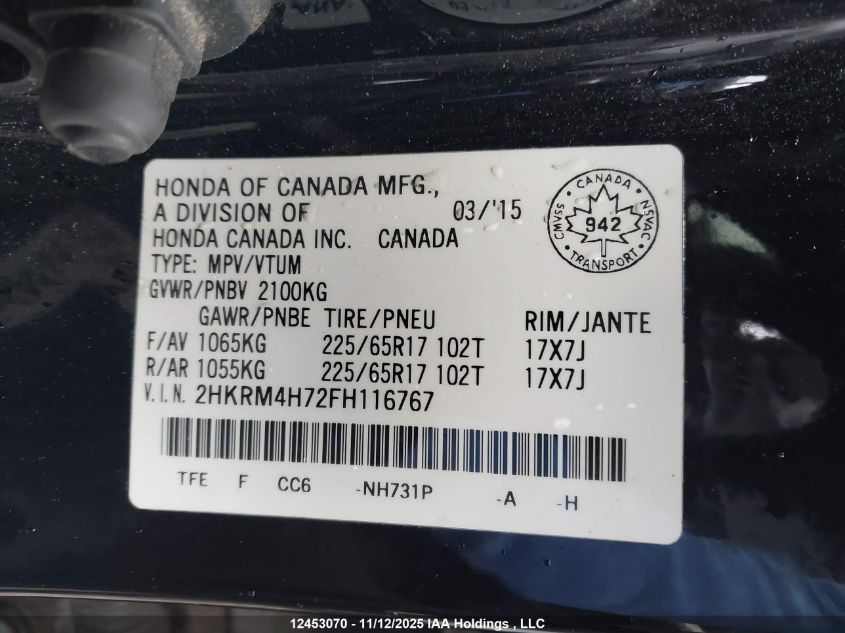 HONDA OF CANADA MFG.,
A DIVISION OF 03/'15
HONDA CANADA INC. CANADA
TYPE: MPV/VTUM
GVWR/PNBV 2100KG
GAWR/PNBE TIRE/PNEU RIM/JANTE
F/AV 1065KG 225/65R17 102T 17X7J
R/AR 1055KG 225/65R17 102T 17X7J
V.I.N. 2HKRM4H72FH116767
TFE F CC6 -NH731P -A -H
CANADA
CMVSS 942 NSVAC
TRANSPORT
12453070 - 11/12/2025 IAA Holdings , LLC